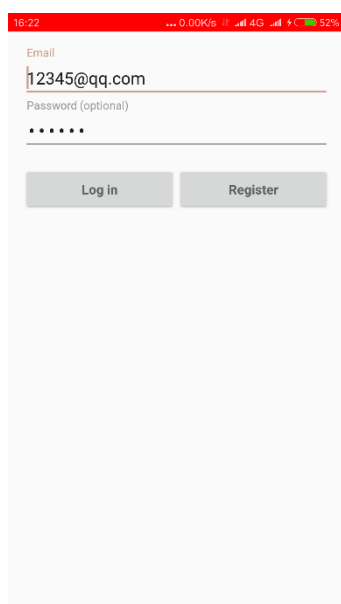 16:22 ... 0.00K/s 4G 52%
Email
12345@qq.com
Password (optional)
••••••
Log in Register